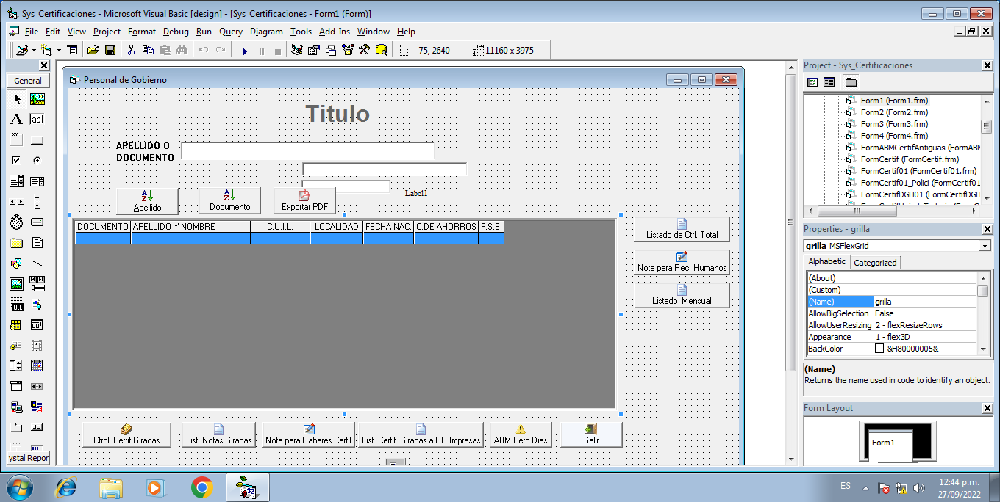 Sys_Certificaciones - Microsoft Visual Basic [design] - [Sys_Certificaciones - Form1 (Form)]
File Edit View Project Format Debug Run Query Diagram Tools Add-Ins Window Help
75, 2640
11160 x 3975
General
Personal de Gobierno
Titulo
APELLIDO O
DOCUMENTO
Label1
Apellido
Documento
Exportar PDF
DOCUMENTO APELLIDO Y NOMBRE C.U.I.L. LOCALIDAD FECHA NAC. C.DE AHORROS F.S.S.
Listado de Ctrl. Total
Nota para Rec. Humanos
Listado Mensual
Ctrol. Certif Giradas
List. Notas Giradas
Nota para Haberes Certif
List. Certif Giradas a RH Impresas
ABM Cero Dias
Salir
ystal Repor
Project - Sys_Certificaciones
Form1 (Form1.frm)
Form2 (Form2.frm)
Form3 (Form3.frm)
Form4 (Form4.frm)
FormABMCertifAntiguas (FormABM
FormCertif (FormCertif.frm)
FormCertif01 (FormCertif01.frm)
FormCertif01_Polici (FormCertif01
FormCertifDGH01 (FormCertifDGH
Properties - grilla
grilla MSFlexGrid
Alphabetic Categorized
(About)
(Custom)
(Name) grilla
AllowBigSelection False
AllowUserResizing 2 - flexResizeRows
Appearance 1 - flex3D
BackColor &H80000005&
(Name)
Returns the name used in code to identify an object.
Form Layout
Form1
ES
12:44 p.m.
27/09/2022